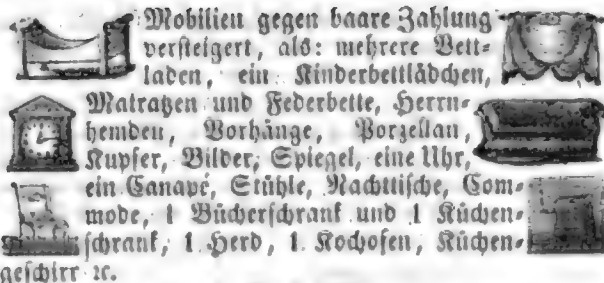 Mobilien gegen baare Zahlung
versteigert, als: mehrere Bett-
laden, ein Kinderbettlädchen,
Matratzen und Federbette, Herrn-
hemden, Vorhänge, Porzellan,
Kupfer, Bilder, Spiegel, eine Uhr,
ein Canapé, Stühle, Nachttische, Com-
mode, 1 Bücherschrank und 1 Küchen-
schrank, 1 Herd, 1 Kochofen, Küchen-
geschirr ꝛc.